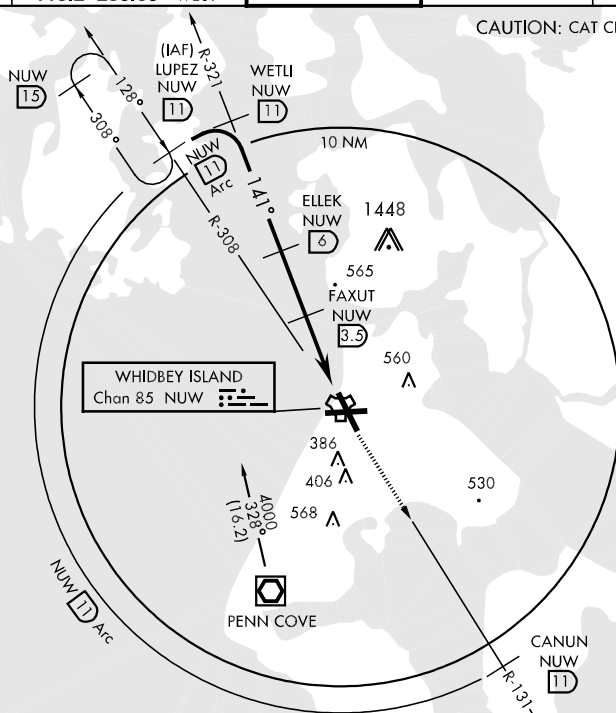 CAUTION: CAT
(IAF)
LUPEZ
NUW
11
R-321
WETLI
NUW
11
NUW
15
128°
308°
NUW
11
Arc
10 NM
141°
R-308
ELLEK
NUW
6
1448
565
FAXUT
NUW
3.5
560
WHIDBEY ISLAND
Chan 85 NUW
386
406
568
530
4000
328°
(16.2)
PENN COVE
NUW 11 Arc
CANUN
NUW
11
R-131